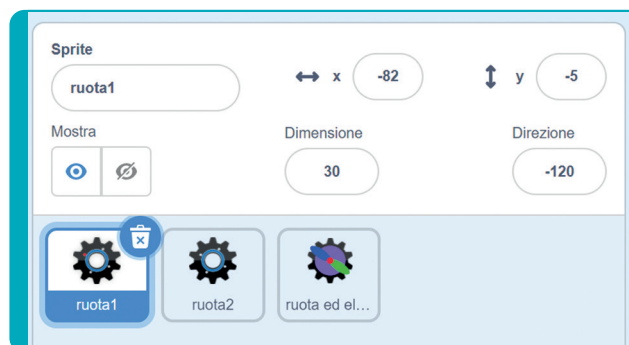 Sprite
ruota1
x -82
y -5
Mostra
Dimensione
Direzione
30
-120
ruota1
ruota2
ruota ed el...